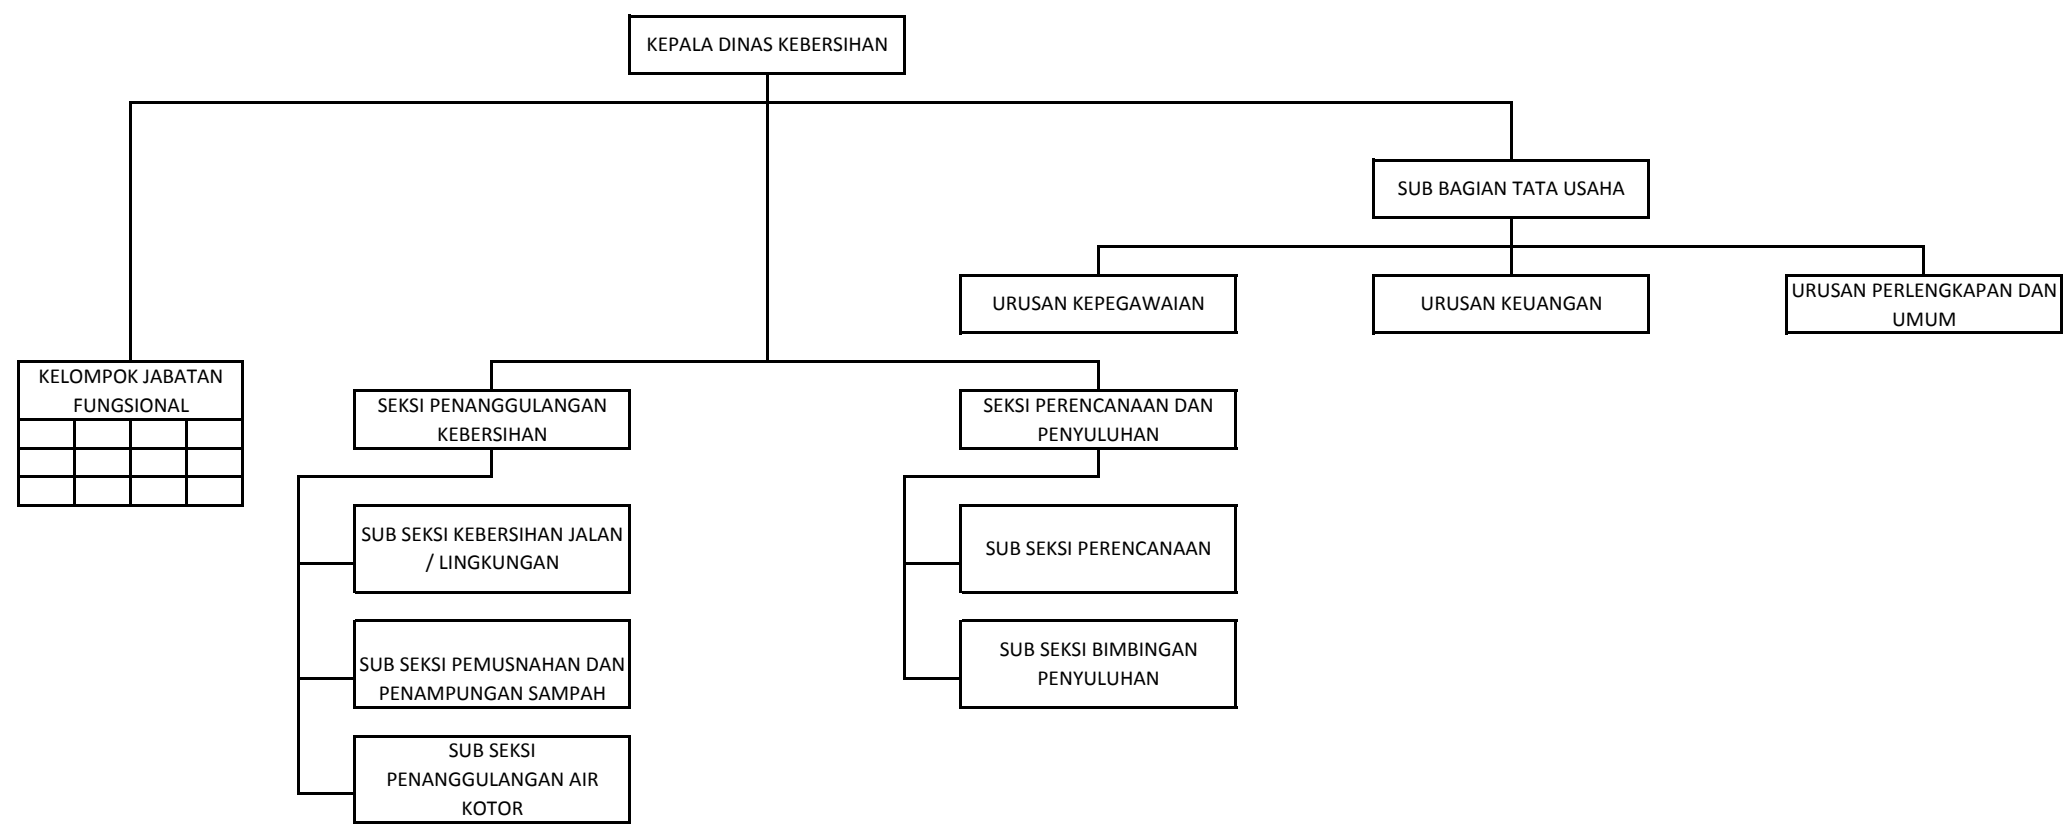 KEPALA DINAS KEBERSIHAN
SUB BAGIAN TATA USAHA
URUSAN KEPEGAWAIAN
URUSAN KEUANGAN
URUSAN PERLENGKAPAN DAN
UMUM
KELOMPOK JABATAN
FUNGSIONAL
SEKSI PENANGGULANGAN
KEBERSIHAN
SEKSI PERENCANAAN DAN
PENYULUHAN
SUB SEKSI KEBERSIHAN JALAN
/ LINGKUNGAN
SUB SEKSI PERENCANAAN
SUB SEKSI PEMUSNAHAN DAN
PENAMPUNGAN SAMPAH
SUB SEKSI BIMBINGAN
PENYULUHAN
SUB SEKSI
PENANGGULANGAN AIR
KOTOR